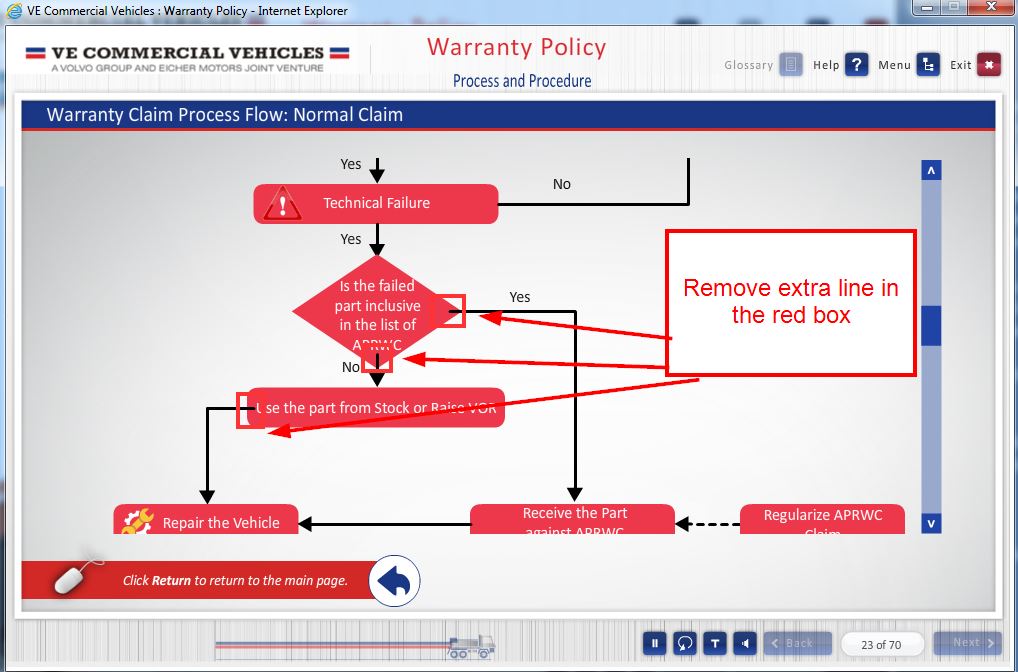 VE Commercial Vehicles : Warranty Policy - Internet Explorer
VE COMMERCIAL VEHICLES
A VOLVO GROUP AND EICHER MOTORS JOINT VENTURE
Warranty Policy
Process and Procedure
Glossary
Help ?
Menu
Exit
Warranty Claim Process Flow: Normal Claim
Yes
Technical Failure
No
Yes
Is the failed
part inclusive
in the list of
APRWC
Yes
No
Remove extra line in
the red box
Use the part from Stock or Raise VOR
Repair the Vehicle
Receive the Part
against APRWC
Regularize APRWC
Claim
Click Return to return to the main page.
T
Back
23 of 70
Next